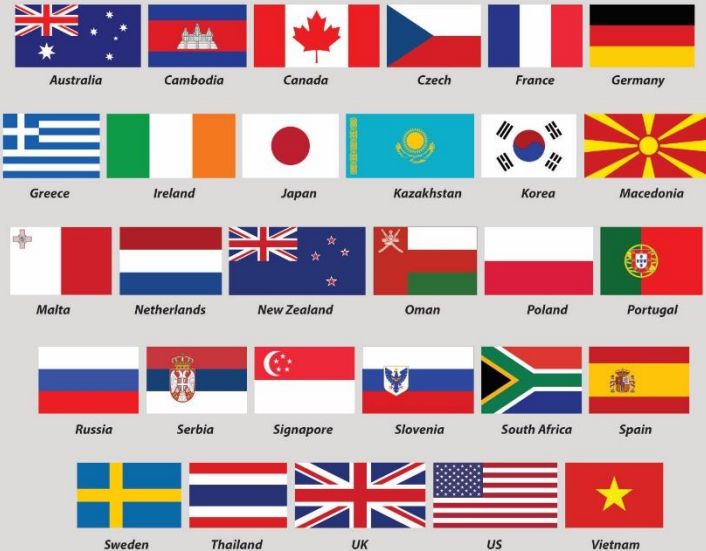 Australia Cambodia Canada Czech France Germany
Greece Ireland Japan Kazakhstan Korea Macedonia
Malta Netherlands New Zealand Oman Poland Portugal
Russia Serbia Signapore Slovenia South Africa Spain
Sweden Thailand UK US Vietnam